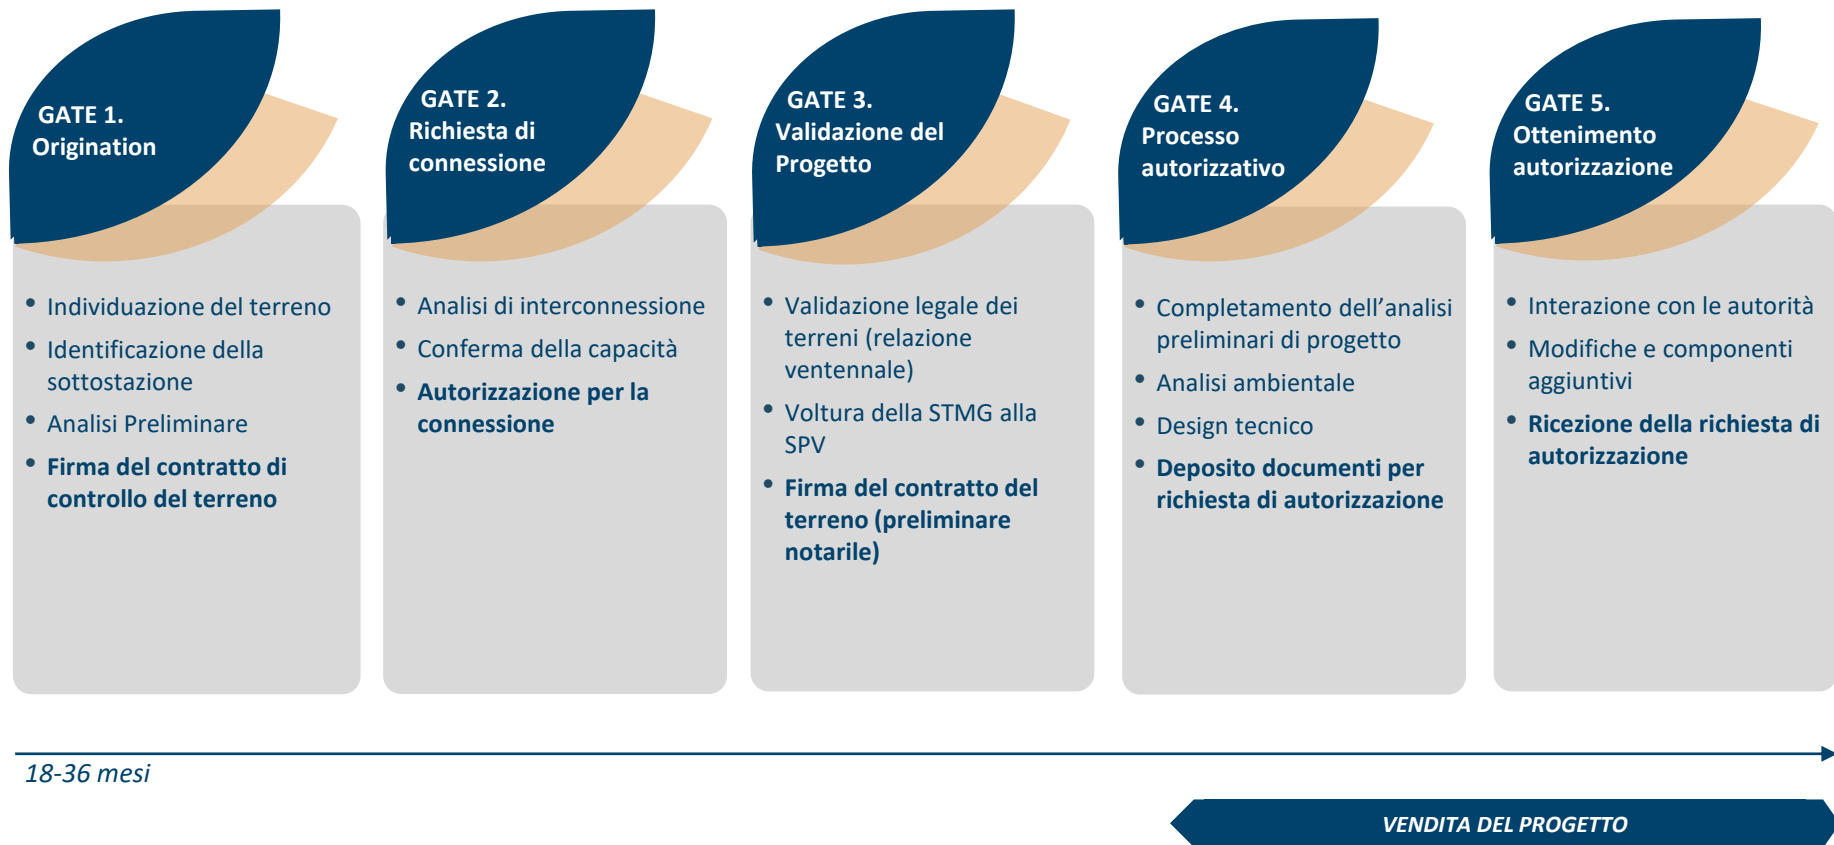 GATE 1.
Origination
• Individuazione del terreno
• Identificazione della
sottostazione
• Analisi Preliminare
• Firma del contratto di
controllo del terreno
GATE 2.
Richiesta di
connessione
• Analisi di interconnessione
• Conferma della capacità
• Autorizzazione per la
connessione
GATE 3.
Validazione del
Progetto
• Validazione legale dei
terreni (relazione
ventennale)
• Voltura della STMG alla
SPV
• Firma del contratto del
terreno (preliminare
notarile)
GATE 4.
Processo
autorizzativo
• Completamento dell’analisi
preliminari di progetto
• Analisi ambientale
• Design tecnico
• Deposito documenti per
richiesta di autorizzazione
GATE 5.
Ottenimento
autorizzazione
• Interazione con le autorità
• Modifiche e componenti
aggiuntivi
• Ricezione della richiesta di
autorizzazione
18-36 mesi
VENDITA DEL PROGETTO